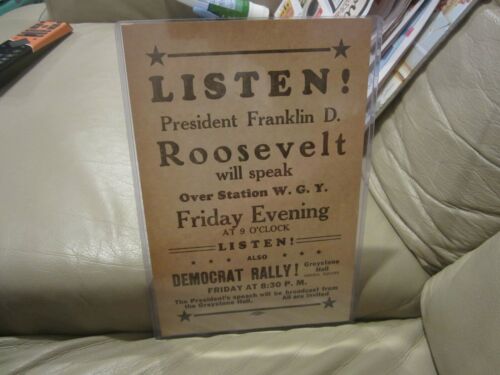 LISTEN!
President Franklin D.
Roosevelt
will speak
Over Station W. G. Y.
Friday Evening
AT 9 O'CLOCK
LISTEN!
ALSO
DEMOCRAT RALLY! Greystone Hall
FRIDAY AT 8:30 P. M.
The President's speech will be broadcast from
the Greystone Hall. All are invited